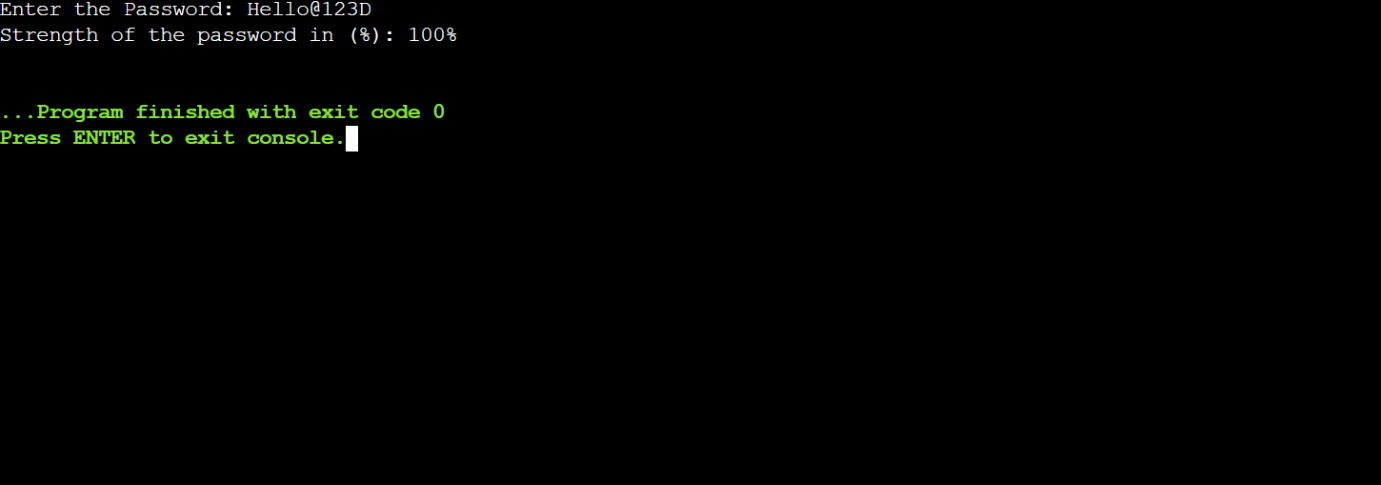 Enter the Password: Hello@123D
Strength of the password in (%): 100%
...Program finished with exit code 0
Press ENTER to exit console.